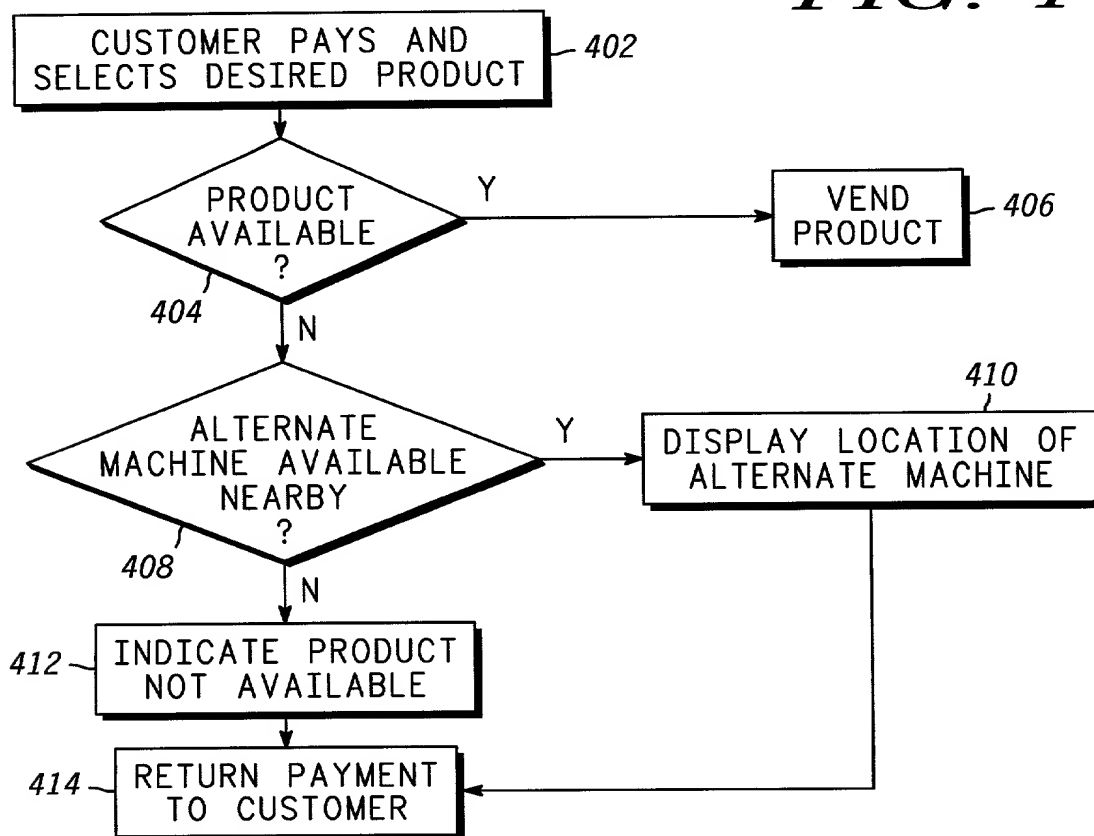 FIG.
CUSTOMER PAYS AND
SELECTS DESIRED PRODUCT
402
PRODUCT
AVAILABLE
?
404
Y
VEND
PRODUCT
406
N
ALTERNATE
MACHINE AVAILABLE
NEARBY
?
408
Y
410
DISPLAY LOCATION OF
ALTERNATE MACHINE
N
412
INDICATE PRODUCT
NOT AVAILABLE
414
RETURN PAYMENT
TO CUSTOMER